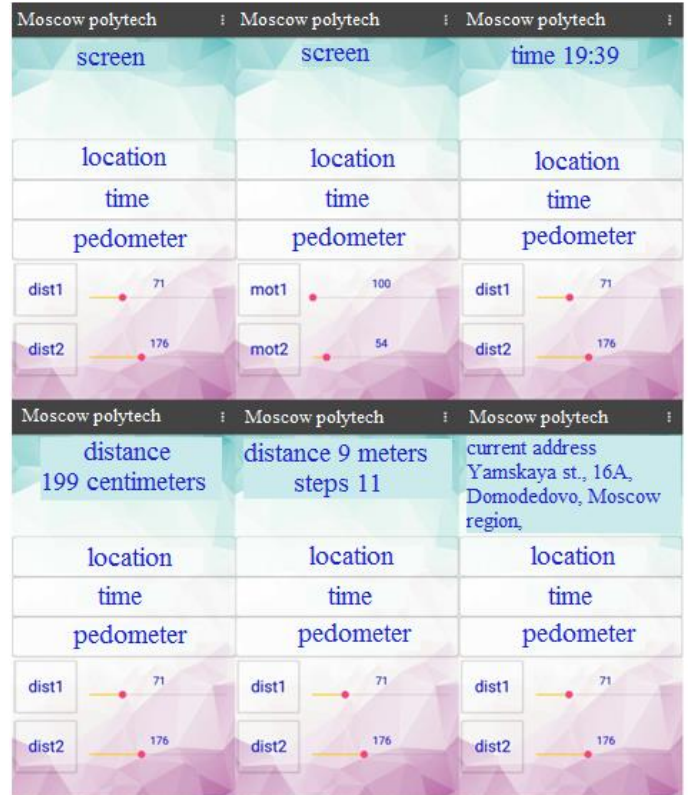 Moscow polytech
screen
location
time
pedometer
dist1
71
dist2
176
Moscow polytech
screen
location
time
pedometer
mot1
100
mot2
54
Moscow polytech
time 19:39
location
time
pedometer
dist1
71
dist2
176
Moscow polytech
distance
199 centimeters
location
time
pedometer
dist1
71
dist2
176
Moscow polytech
distance 9 meters
steps 11
location
time
pedometer
dist1
71
dist2
176
Moscow polytech
current address
Yamskaya st., 16A,
Domodedovo, Moscow
region,
location
time
pedometer
dist1
71
dist2
176